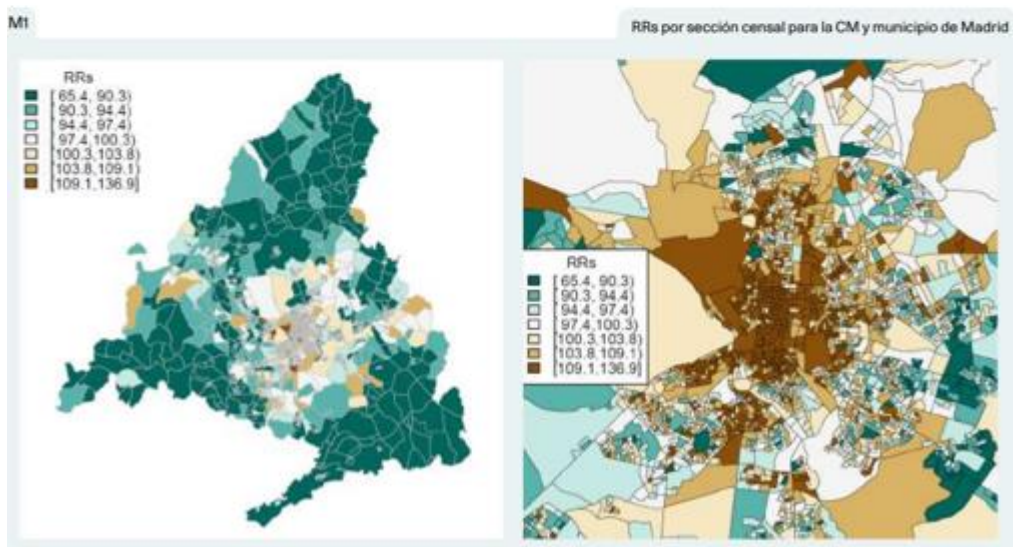 M1
RRs por sección censal para la CM y municipio de Madrid
RRs
[ 65.4, 90.3)
[ 90.3, 94.4)
[ 94.4, 97.4)
[ 97.4,100.3)
[100.3,103.8)
[103.8,109.1)
[109.1,136.9]
RRs
[ 65.4, 90.3)
[ 90.3, 94.4)
[ 94.4, 97.4)
[ 97.4,100.3)
[100.3,103.8)
[103.8,109.1)
[109.1,136.9]